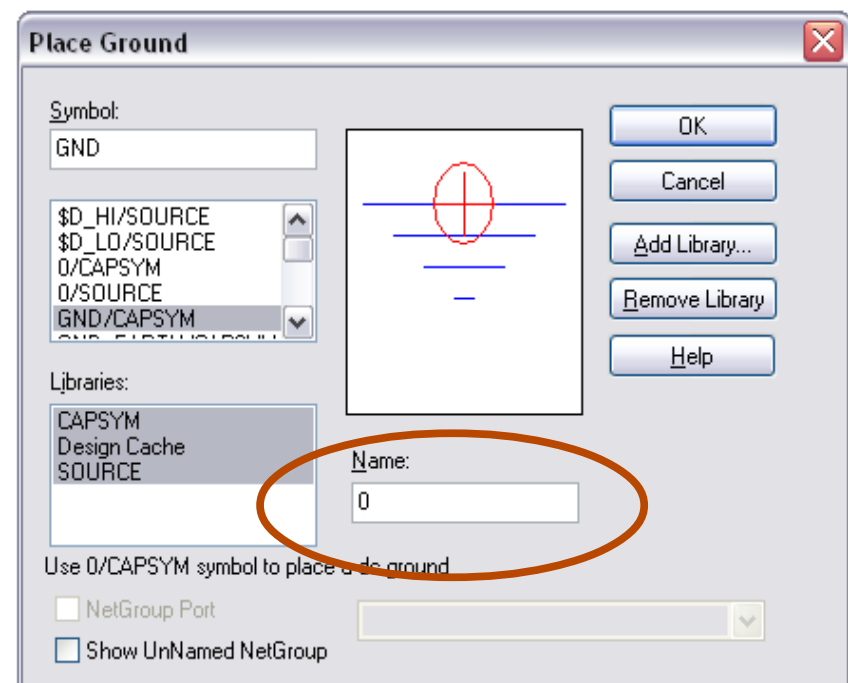 Place Ground
Symbol:
GND
$D_HI/SOURCE
$D_LO/SOURCE
0/CAPSYM
0/SOURCE
GND/CAPSYM
Libraries:
CAPSYM
Design Cache
SOURCE
Name:
0
OK
Cancel
Add Library...
Remove Library
Help
Use 0/CAPSYM symbol to place a dc ground
NetGroup Port
Show UnNamed NetGroup